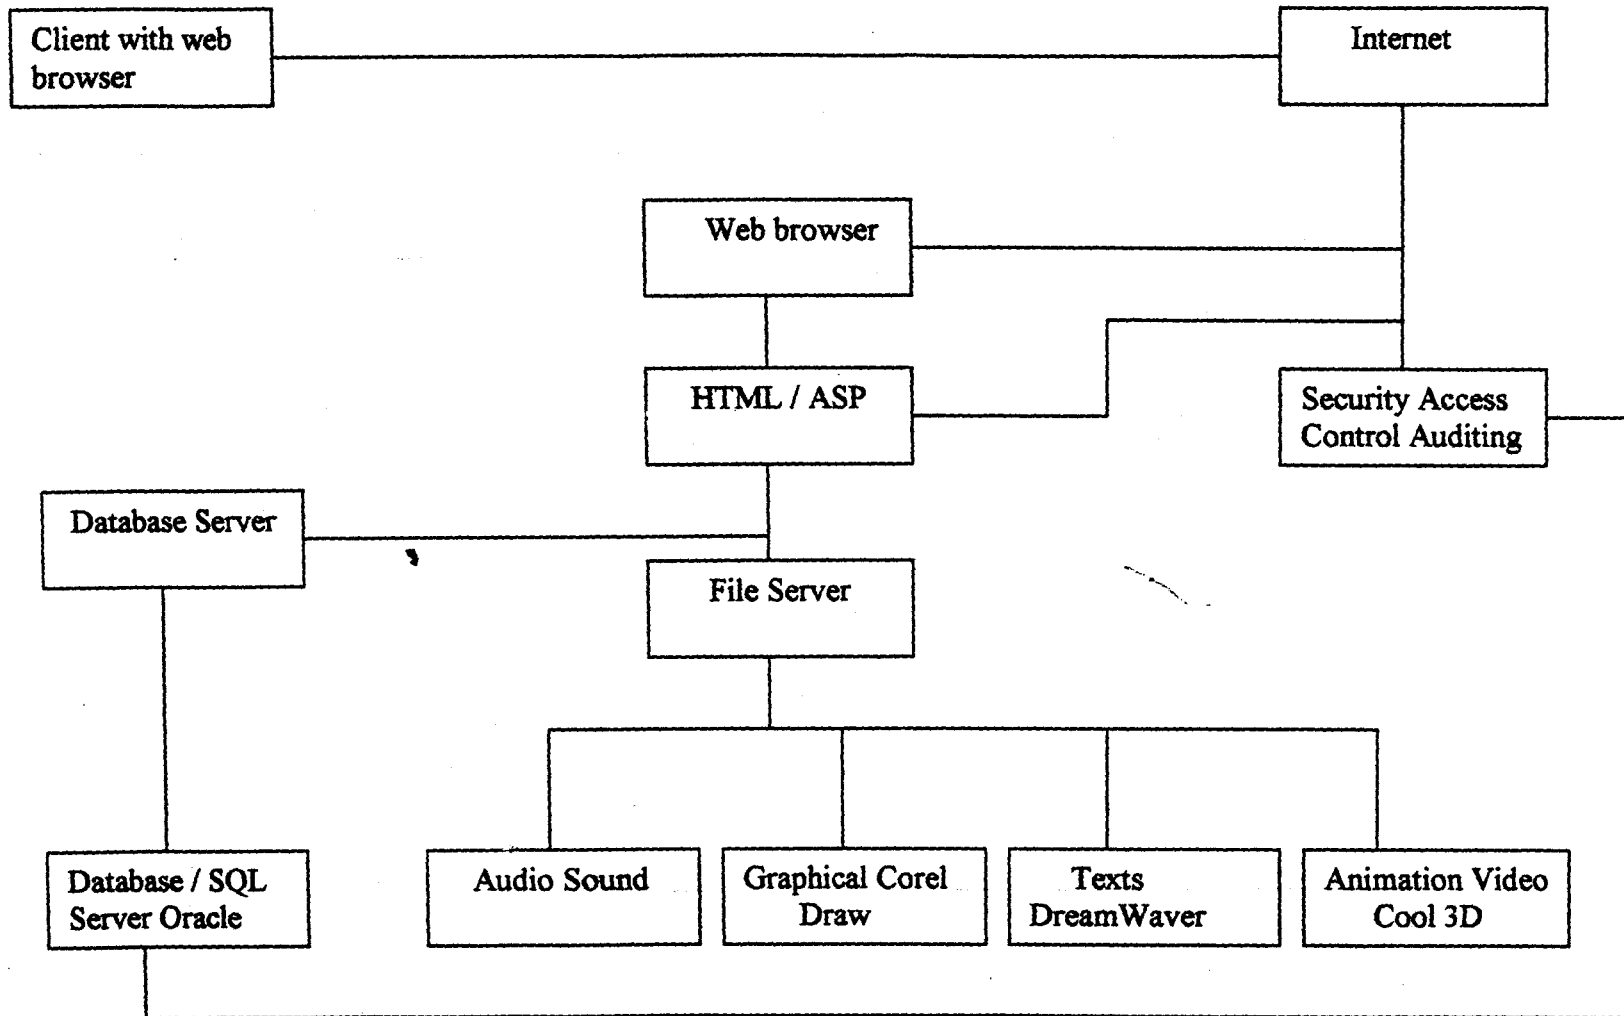 Client with web
browser
Internet
Web browser
HTML / ASP
Security Access
Control Auditing
Database Server
File Server
Database / SQL
Server Oracle
Audio Sound
Graphical Corel
Draw
Texts
DreamWaver
Animation Video
Cool 3D